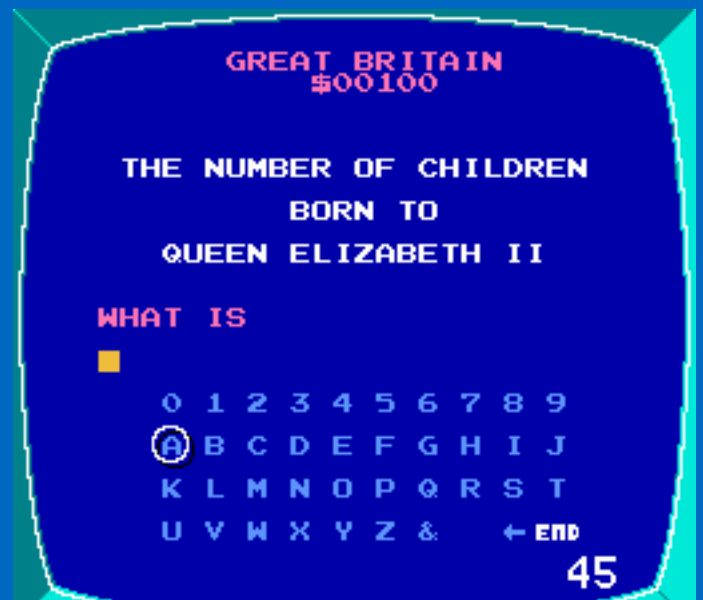 GREAT BRITAIN
$00100
THE NUMBER OF CHILDREN
BORN TO
QUEEN ELIZABETH II
WHAT IS
0 1 2 3 4 5 6 7 8 9
A B C D E F G H I J
K L M N O P Q R S T
U V W X Y Z & ← END
45